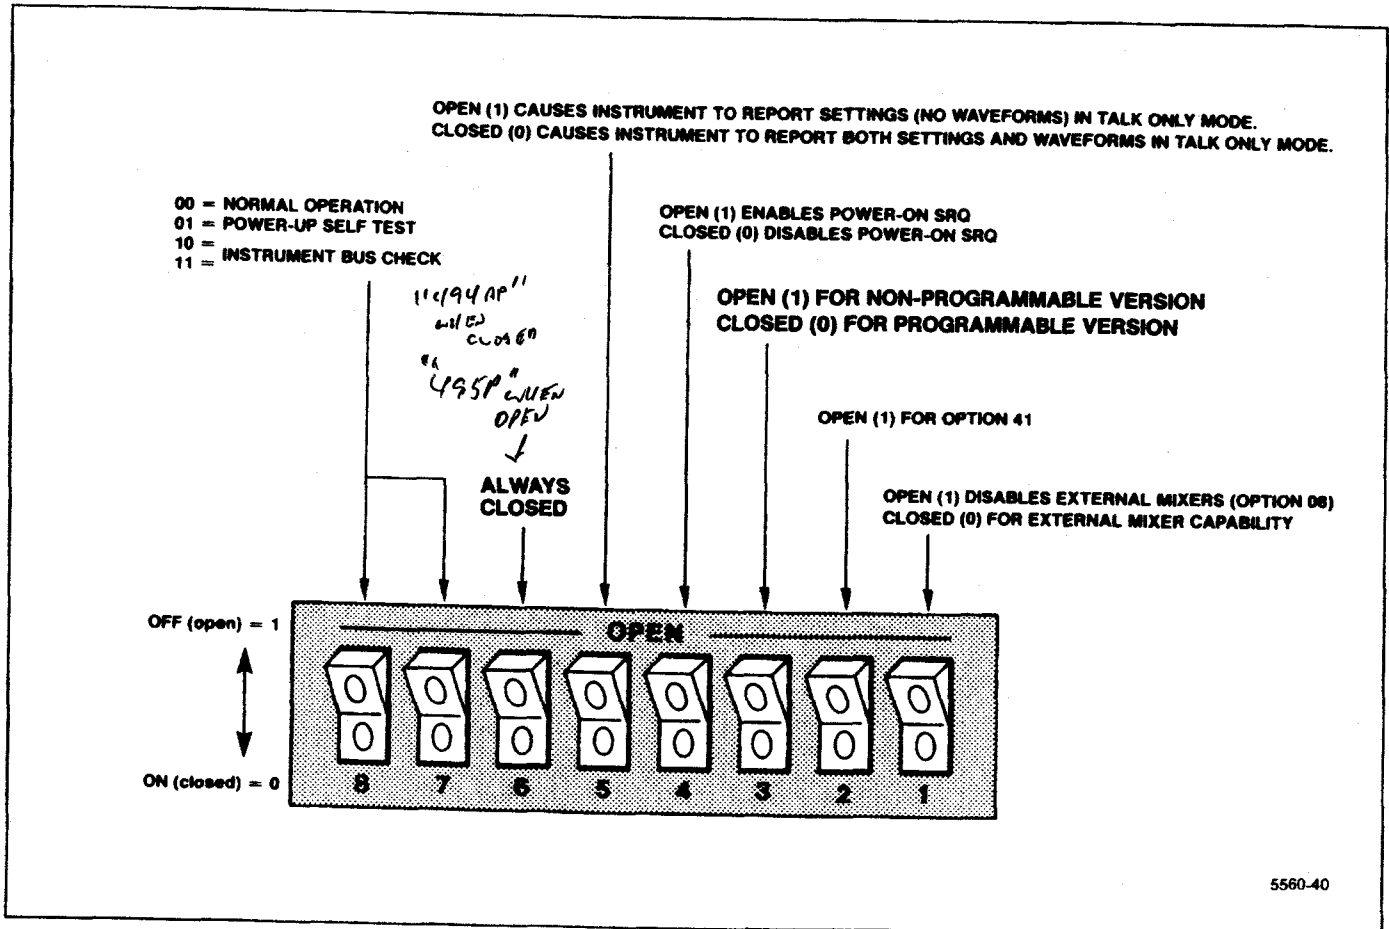 OPEN (1) CAUSES INSTRUMENT TO REPORT SETTINGS (NO WAVEFORMS) IN TALK ONLY MODE.
CLOSED (0) CAUSES INSTRUMENT TO REPORT BOTH SETTINGS AND WAVEFORMS IN TALK ONLY MODE.
00 = NORMAL OPERATION
01 = POWER-UP SELF TEST
10 =
11 = INSTRUMENT BUS CHECK
OPEN (1) ENABLES POWER-ON SRQ
CLOSED (0) DISABLES POWER-ON SRQ
"494AP"
WHEN
CLOSED
"495P" WHEN
OPEN
OPEN (1) FOR NON-PROGRAMMABLE VERSION
CLOSED (0) FOR PROGRAMMABLE VERSION
OPEN (1) FOR OPTION 41
ALWAYS
CLOSED
OPEN (1) DISABLES EXTERNAL MIXERS (OPTION 08)
CLOSED (0) FOR EXTERNAL MIXER CAPABILITY
OFF (open) = 1
OPEN
ON (closed) = 0
8 7 6 5 4 3 2 1
5560-40